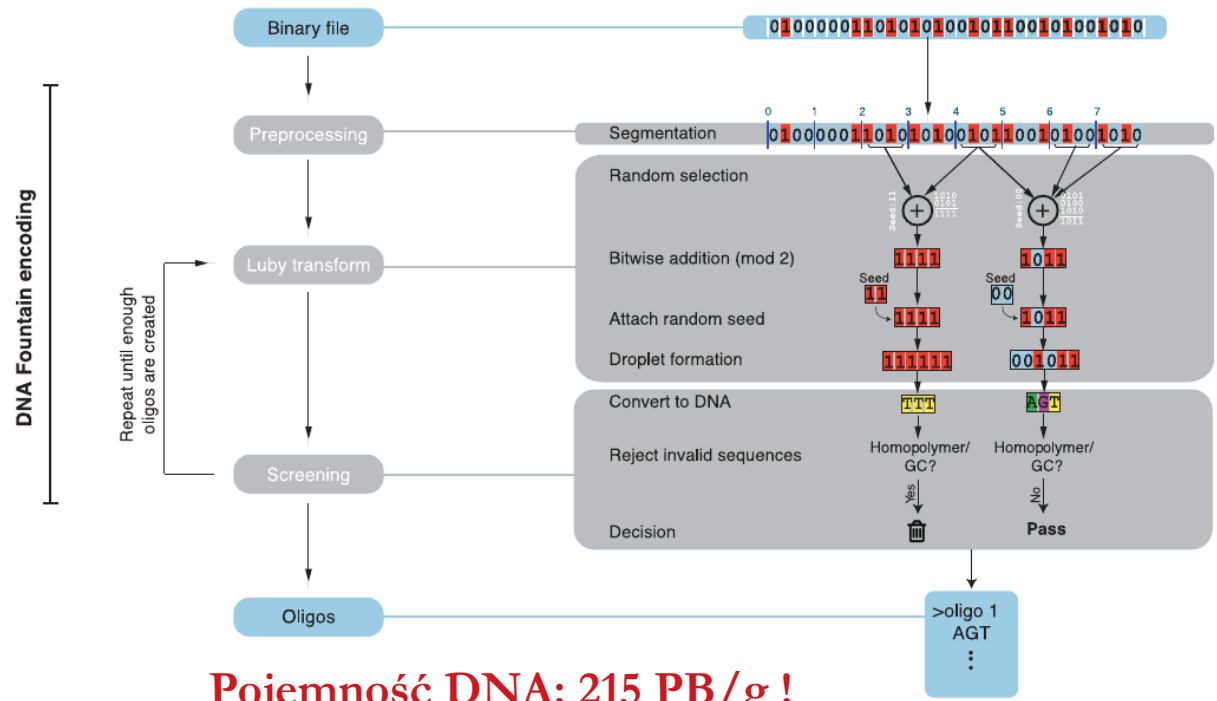 Binary file
01000001101010100101100101001010
DNA Fountain encoding
Preprocessing
Segmentation
0 1 2 3 4 5 6 7
01000001101010100101100101001010
Random selection
Seed:11
+
1010
0101
1111
Seed:00
+
0101
0100
1010
1011
Repeat until enough
oligos are created
Luby transform
Bitwise addition (mod 2)
1111
1011
Seed
11
Seed
00
Attach random seed
1111
1011
Droplet formation
111111
001011
Convert to DNA
TTT
AGT
Screening
Reject invalid sequences
Homopolymer/
GC?
Homopolymer/
GC?
Yes
No
Decision
Pass
Oligos
>oligo 1
AGT
⋮
Pojemność DNA: 215 PB/g !